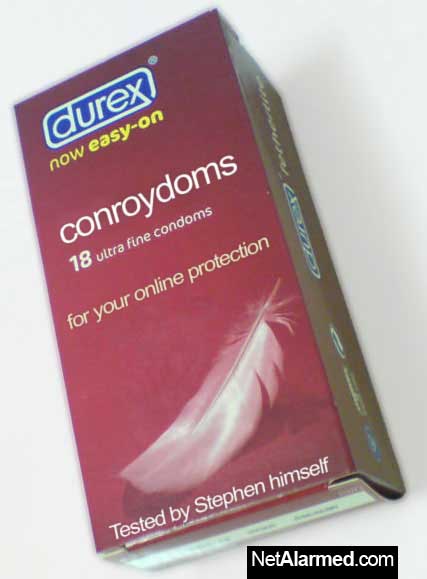 durex®
now easy-on
conroydoms
18 ultra fine condoms
for your online protection
Tested by Stephen himself
durex
NetAlarmed.com